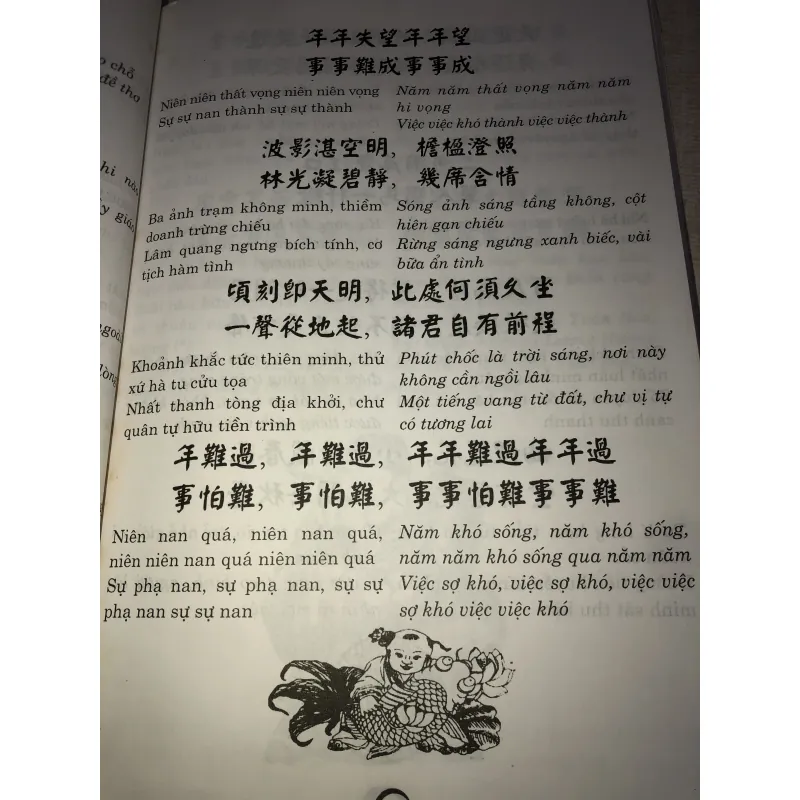 年年失望年年望
事事難成事事成
Niên niên thất vọng niên niên vọng
Sự sự nan thành sự sự thành
Năm năm thất vọng năm năm
hi vọng
Việc việc khó thành việc việc thành
波影湛空明, 檐楹澄照
林光凝碧靜, 幾席含情
Ba ảnh trạm không minh, thiềm
doanh trừng chiếu
Lâm quang ngưng bích tính, cơ
tịch hàm tình
Sóng ảnh sáng tầng không, cột
hiên gạn chiếu
Rừng sáng ngưng xanh biếc, vài
bữa ẩn tình
頃刻即天明, 此處何須久坐
一聲從地起, 諸君自有前程
Khoảnh khắc tức thiên minh, thử
xứ hà tu cửu tọa
Nhất thanh tòng địa khởi, chư
quân tự hữu tiền trình
Phút chốc là trời sáng, nơi này
không cần ngồi lâu
Một tiếng vang từ đất, chư vị tự
có tương lai
年難過, 年難過, 年年難過年年過
事怕難, 事怕難, 事事怕難事事難
Niên nan quá, niên nan quá,
niên niên nan quá niên niên quá
Sự phạ nan, sự phạ nan, sự sự
phạ nan sự sự nan
Năm khó sống, năm khó sống,
năm năm khó sống qua năm năm
Việc sợ khó, việc sợ khó, việc việc
sợ khó việc việc khó